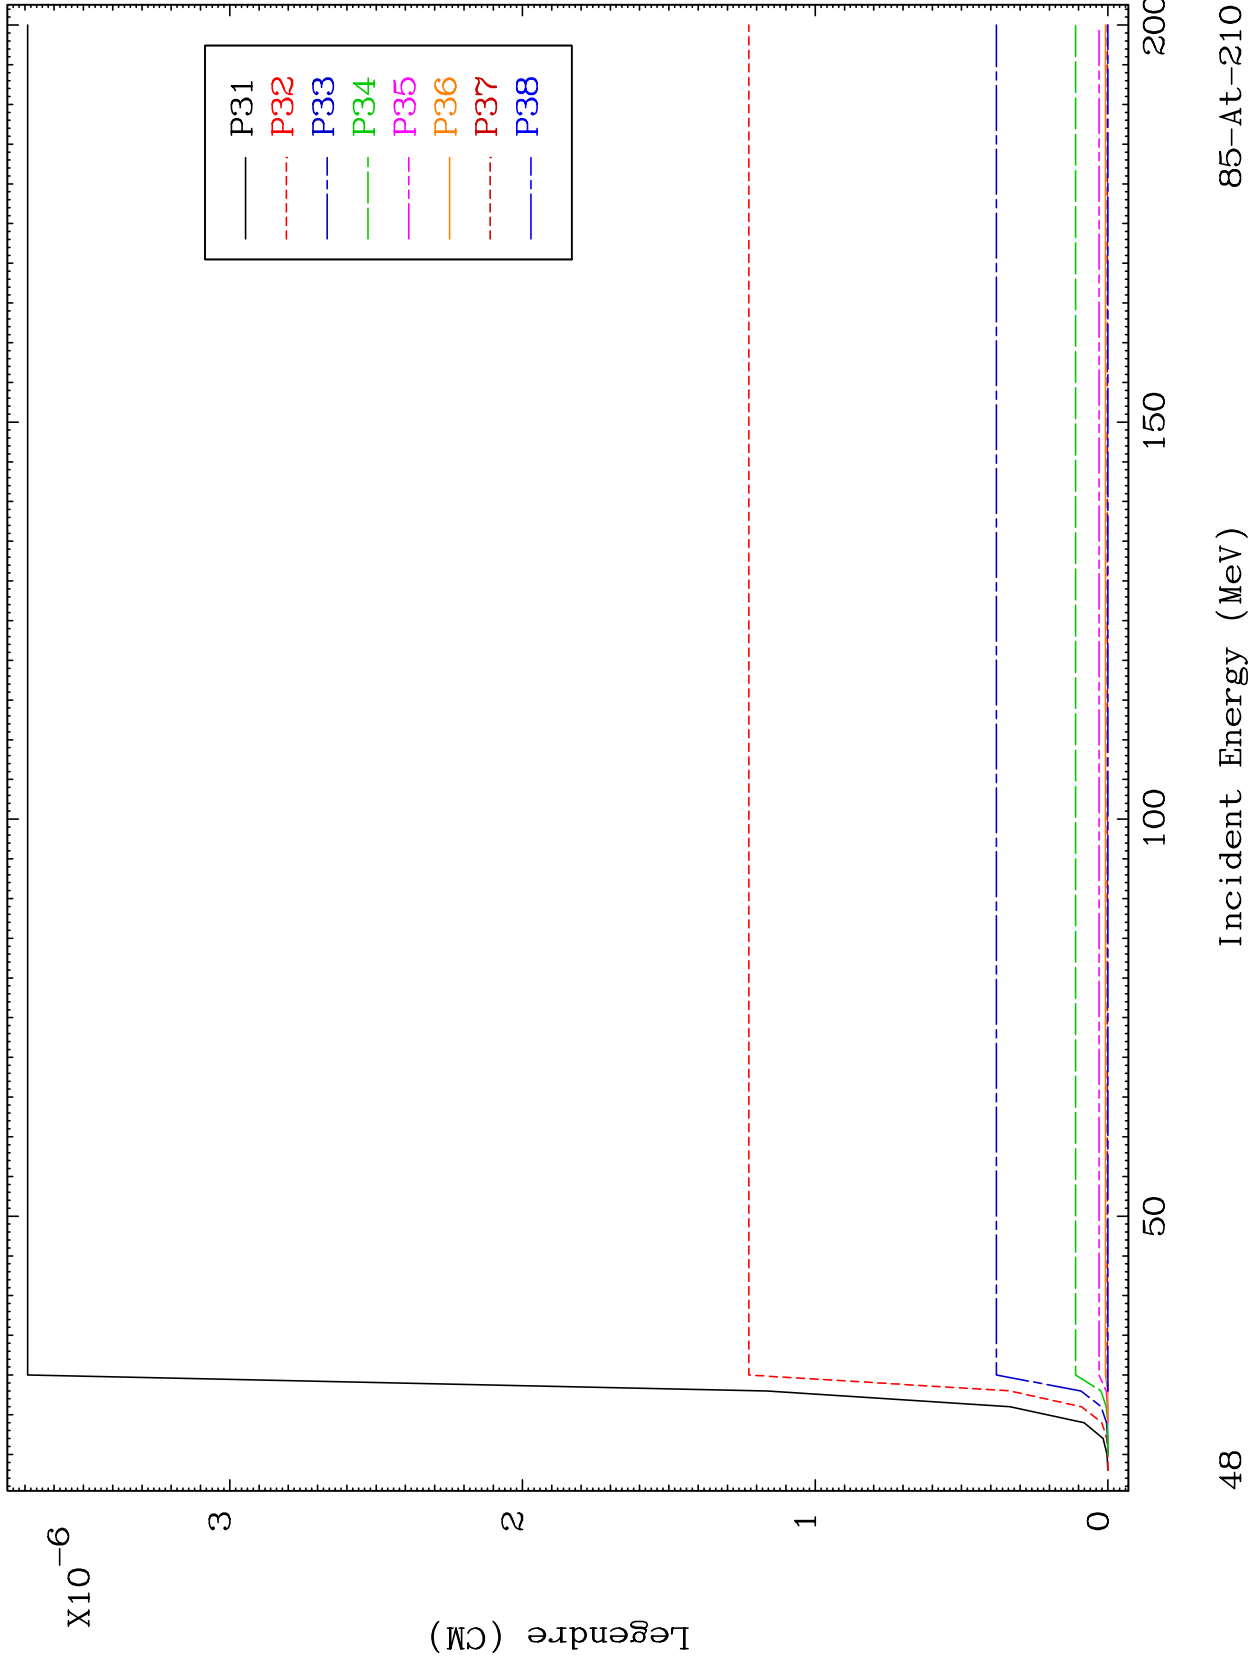 X10-6
Legendre (CM)
3
2
1
0
P31
P32
P33
P34
P35
P36
P37
P38
50
100
150
200
Incident Energy (MeV)
48
85-At-210